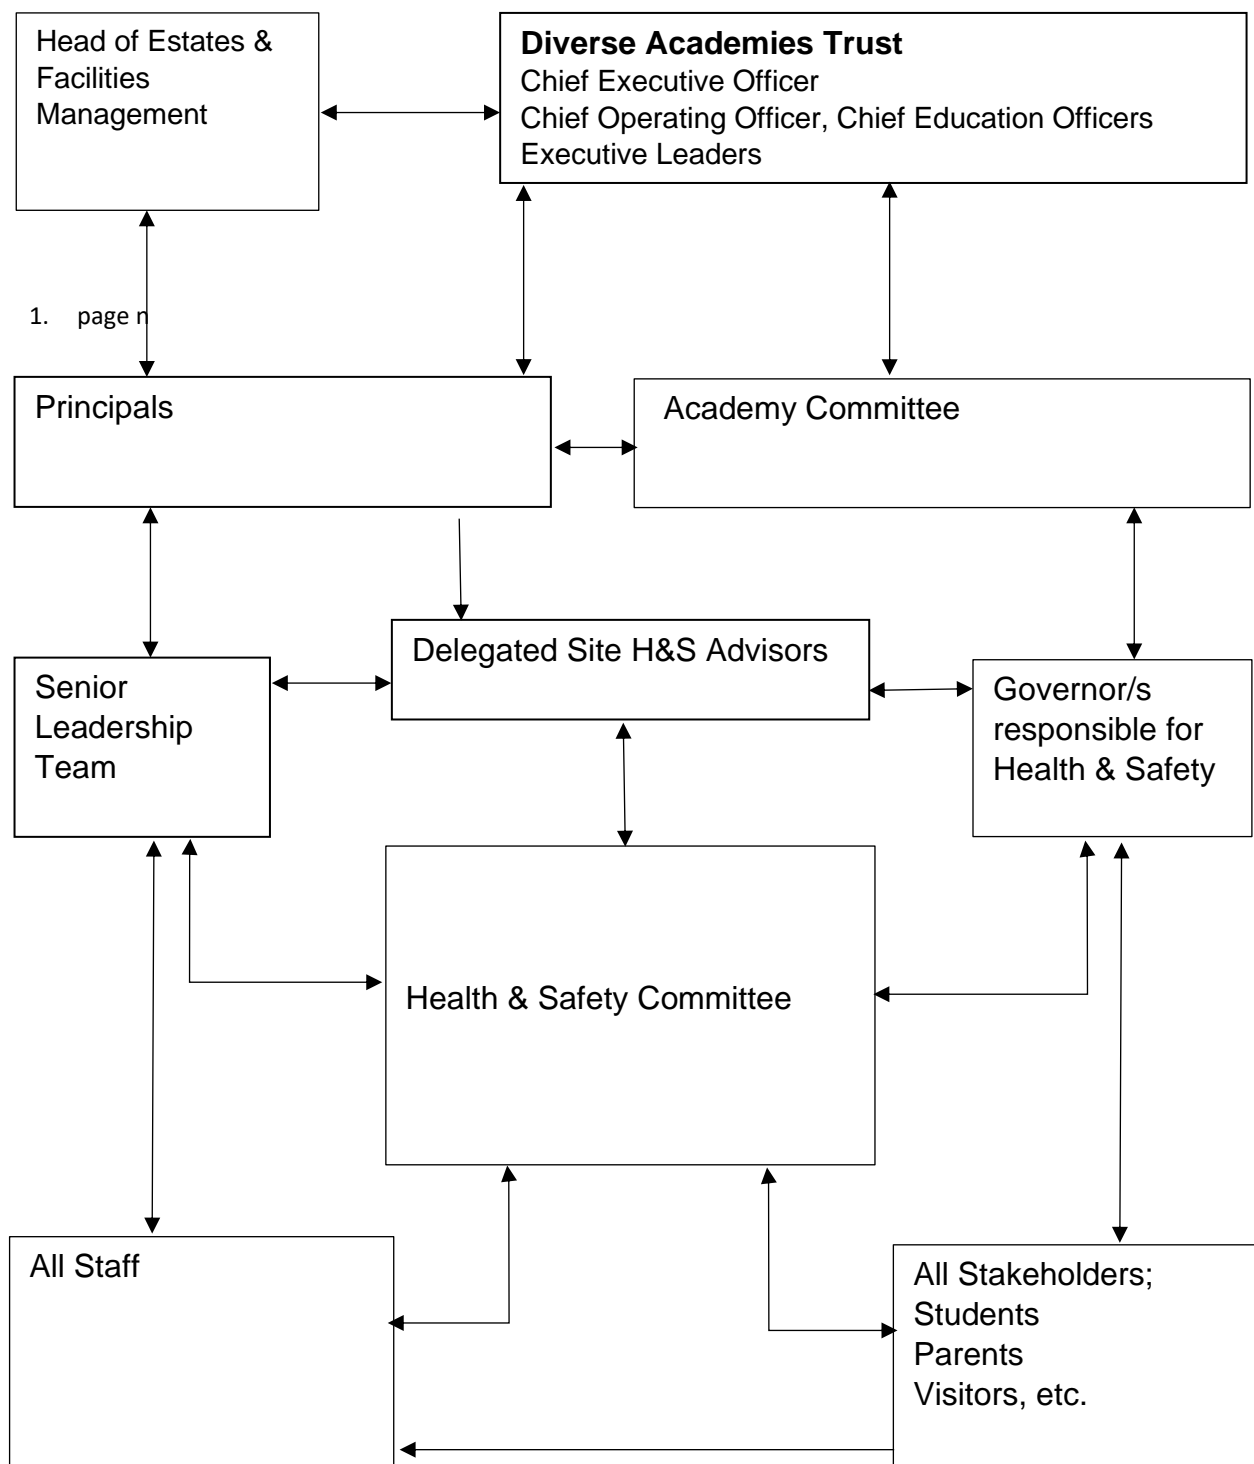 Head of Estates &
Facilities
Management
Diverse Academies Trust
Chief Executive Officer
Chief Operating Officer, Chief Education Officers
Executive Leaders
1. page n
Principals
Academy Committee
Delegated Site H&S Advisors
Senior
Leadership
Team
Governor/s
responsible for
Health & Safety
Health & Safety Committee
All Staff
All Stakeholders;
Students
Parents
Visitors, etc.